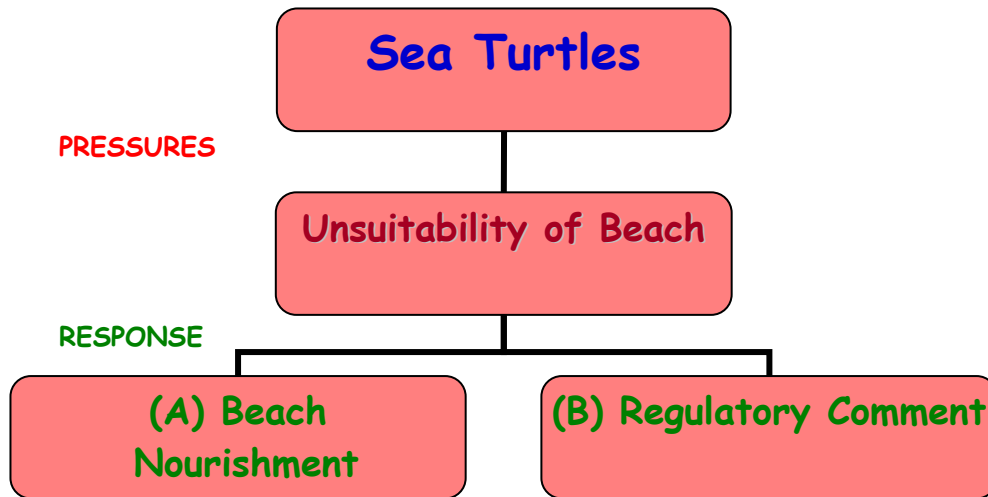 Sea Turtles
PRESSURES
Unsuitability of Beach
RESPONSE
(A) Beach
Nourishment
(B) Regulatory Comment